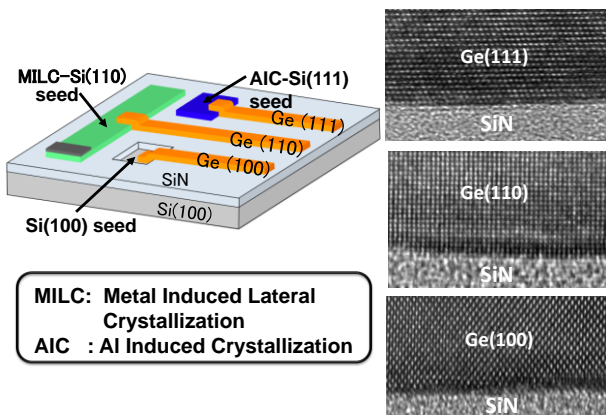 MILC-Si(110)
seed
AIC-Si(111)
seed
Ge (111)
Ge (110)
Ge (100)
SiN
Si(100)
Si(100) seed
MILC: Metal Induced Lateral
Crystallization
AIC : Al Induced Crystallization
Ge(111)
SiN
Ge(110)
SiN
Ge(100)
SiN